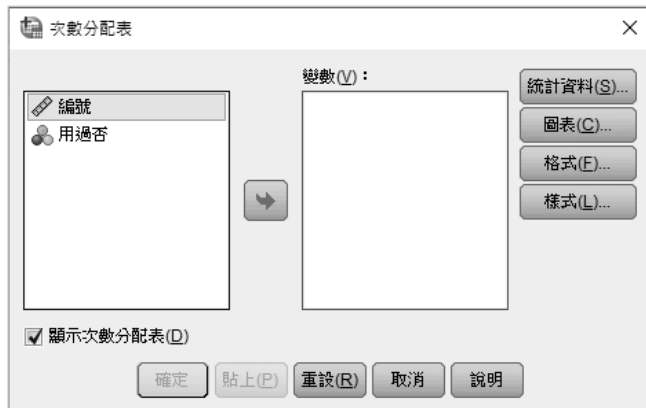 次數分配表
變數(V)：
編號
用過否
統計資料(S)...
圖表(C)...
格式(F)...
樣式(L)...
顯示次數分配表(D)
確定 貼上(P) 重設(R) 取消 說明